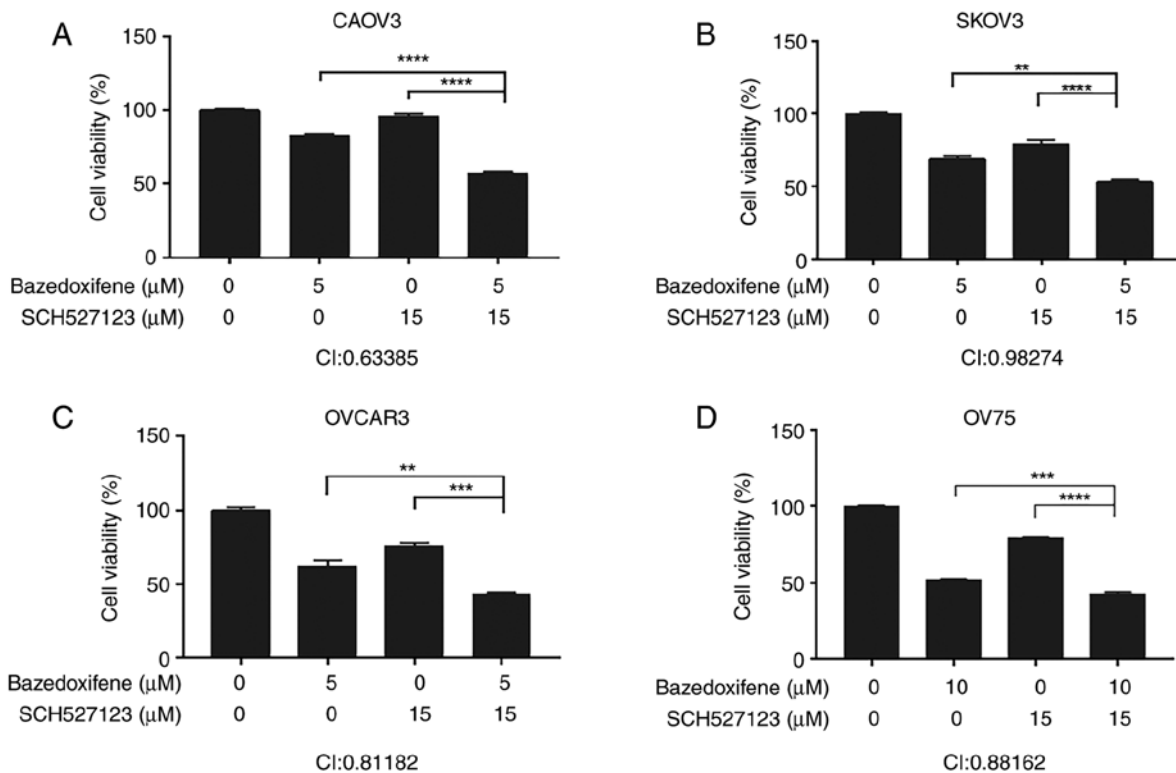 A
CAOV3
Cell viability (%)
150
100
50
0
****
****
Bazedoxifene (μM) 0 5 0 5
SCH527123 (μM) 0 0 15 15
CI:0.63385
B
SKOV3
Cell viability (%)
150
100
50
0
**
****
Bazedoxifene (μM) 0 5 0 5
SCH527123 (μM) 0 0 15 15
CI:0.98274
C
OVCAR3
Cell viability (%)
150
100
50
0
**
***
Bazedoxifene (μM) 0 5 0 5
SCH527123 (μM) 0 0 15 15
CI:0.81182
D
OV75
Cell viability (%)
150
100
50
0
***
****
Bazedoxifene (μM) 0 10 0 10
SCH527123 (μM) 0 0 15 15
CI:0.88162